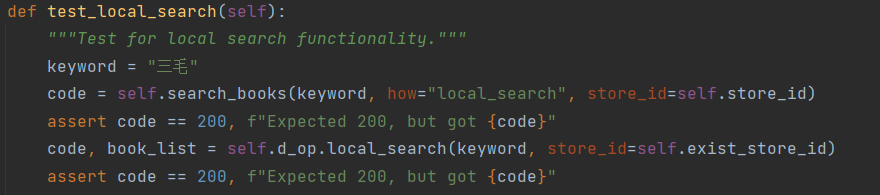 def test_local_search(self):
    """Test for local search functionality."""
    keyword = "三毛"
    code = self.search_books(keyword, how="local_search", store_id=self.store_id)
    assert code == 200, f"Expected 200, but got {code}"
    code, book_list = self.d_op.local_search(keyword, store_id=self.exist_store_id)
    assert code == 200, f"Expected 200, but got {code}"